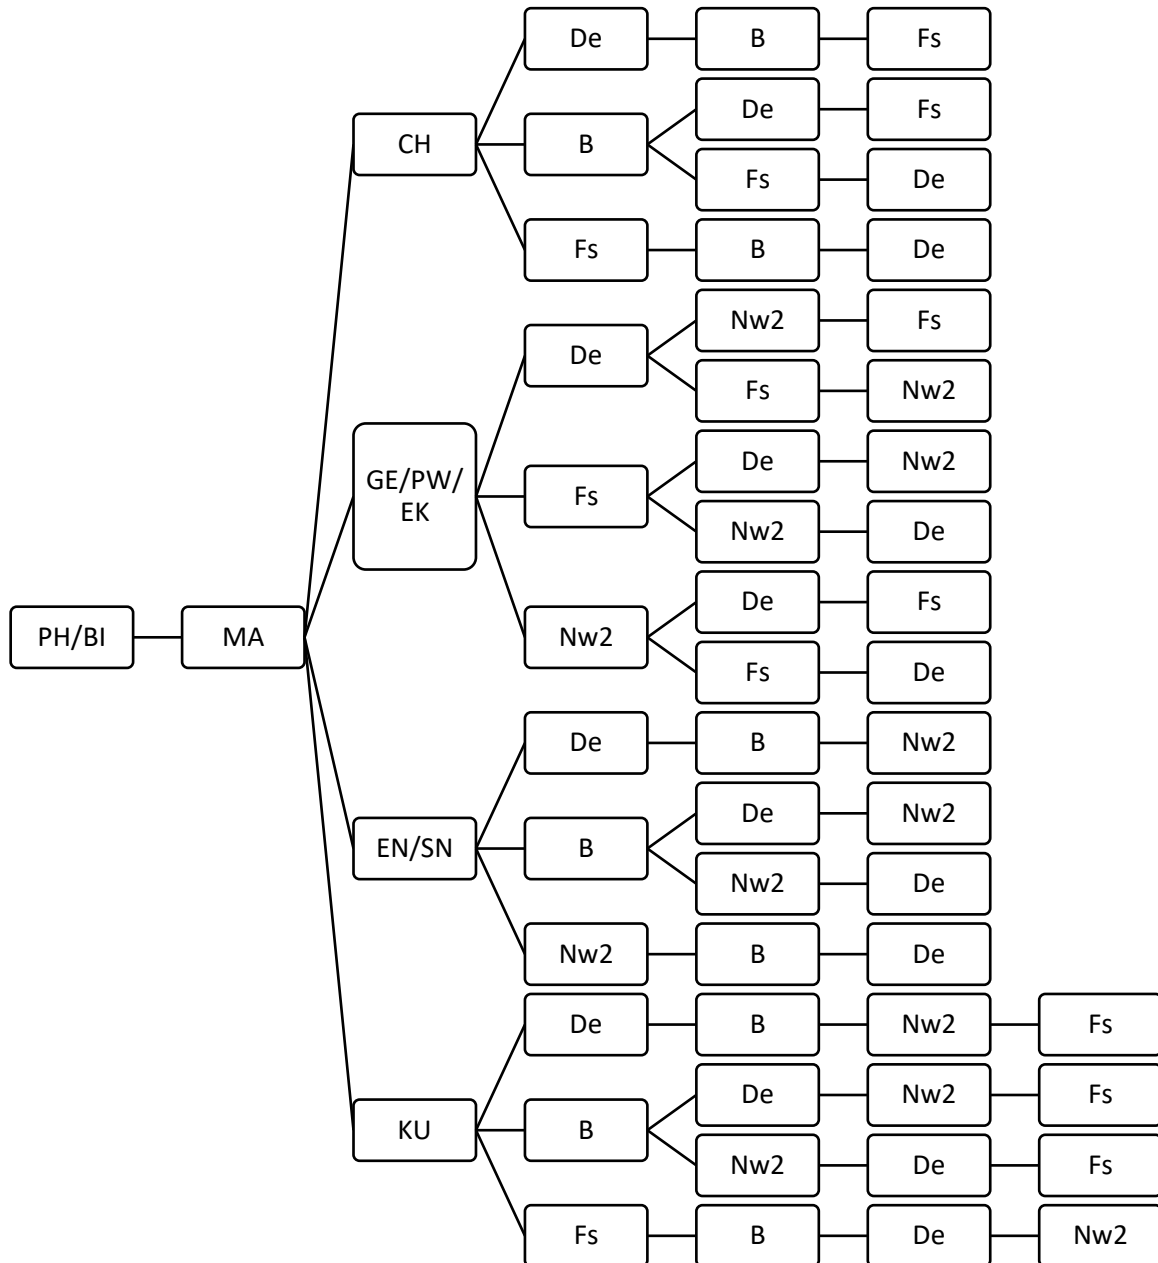 De B Fs
De Fs
CH B
Fs De
Fs B De
Nw2 Fs
De
Fs Nw2
De Nw2
GE/PW/
EK
Fs
Nw2 De
De Fs
PH/BI MA Nw2
Fs De
De B Nw2
De Nw2
EN/SN B
Nw2 De
Nw2 B De
De B Nw2 Fs
De Nw2 Fs
KU B
Nw2 De Fs
Fs B De Nw2